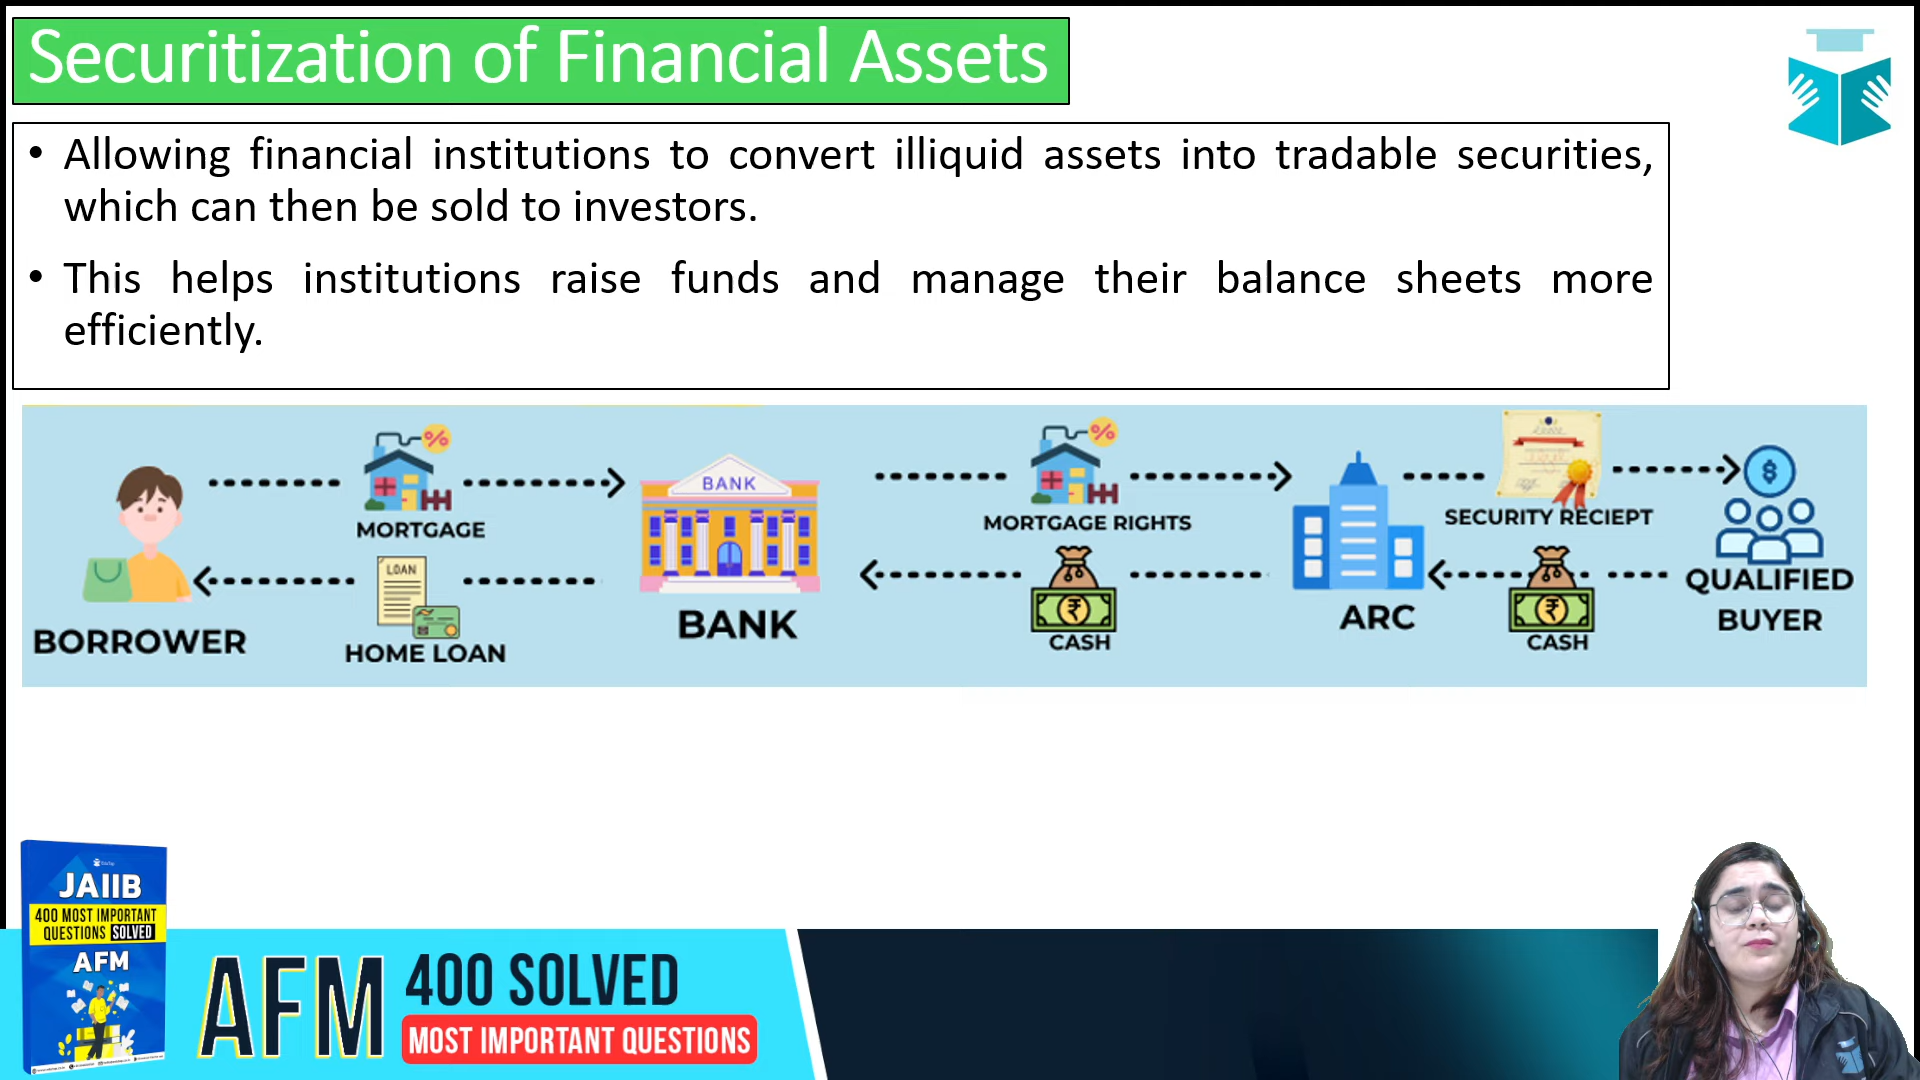 Securitization of Financial Assets
• Allowing financial institutions to convert illiquid assets into tradable securities,
which can then be sold to investors.
• This helps institutions raise funds and manage their balance sheets more
efficiently.
BANK
MORTGAGE
MORTGAGE RIGHTS
SECURITY RECIEPT
LOAN
BORROWER
HOME LOAN
BANK
CASH
ARC
CASH
QUALIFIED
BUYER
JAIIB
400 MOST IMPORTANT
QUESTIONS SOLVED
AFM
AFM
400 SOLVED
MOST IMPORTANT QUESTIONS